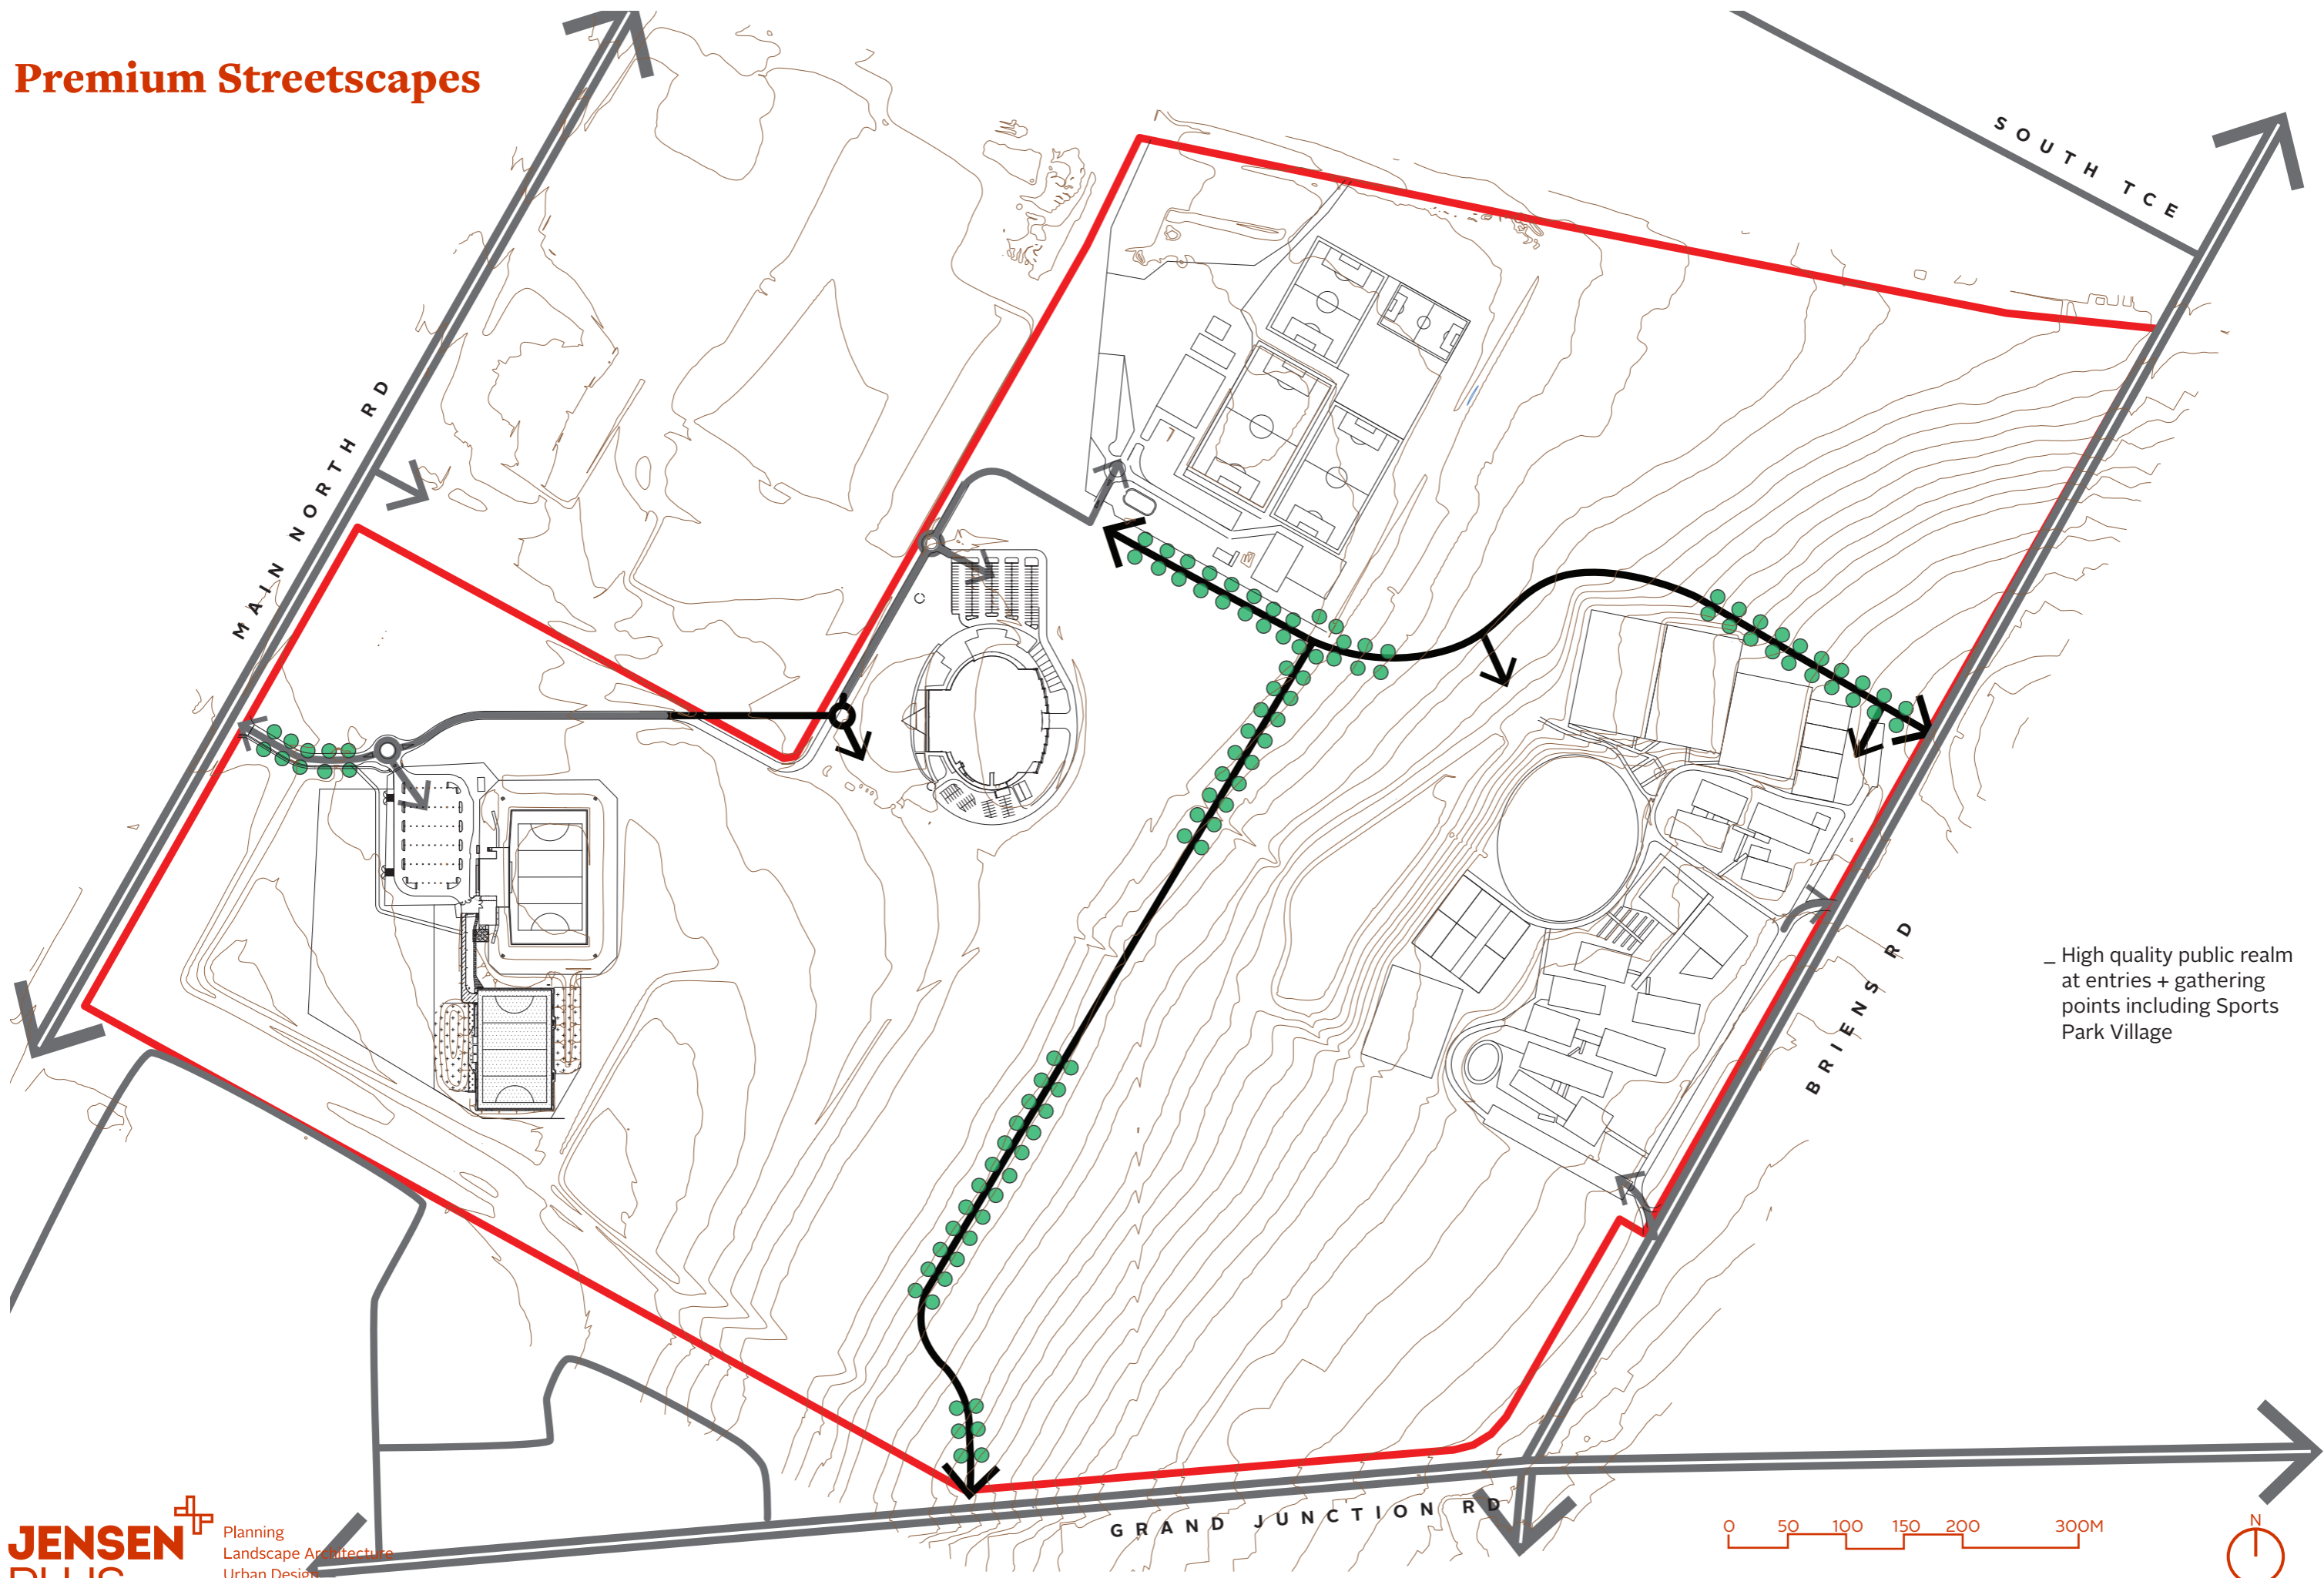 Premium Streetscapes
SOUTH TCE
MAIN NORTH RD
_ High quality public realm
at entries + gathering
points including Sports
Park Village
BRIENS RD
GRAND JUNCTION RD
0 50 100 150 200 300M
N
JENSEN
PLUS
Planning
Landscape Architecture
Urban Design